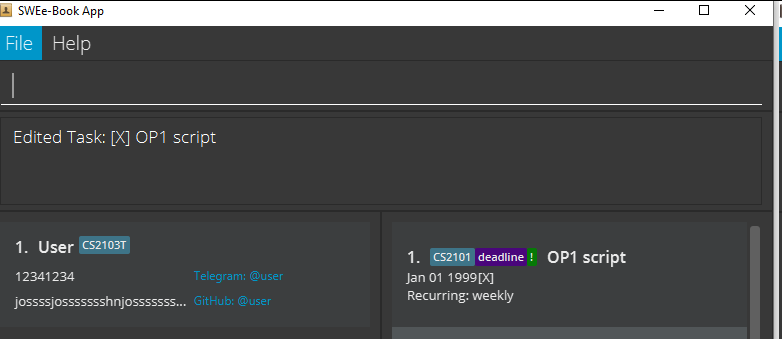 SWEe-Book App
File Help
Edited Task: [X] OP1 script
1. User CS2103T
12341234 Telegram: @user
jossssjosssssssshnjosssssss... GitHub: @user
1. CS2101 deadline ! OP1 script
Jan 01 1999[X]
Recurring: weekly